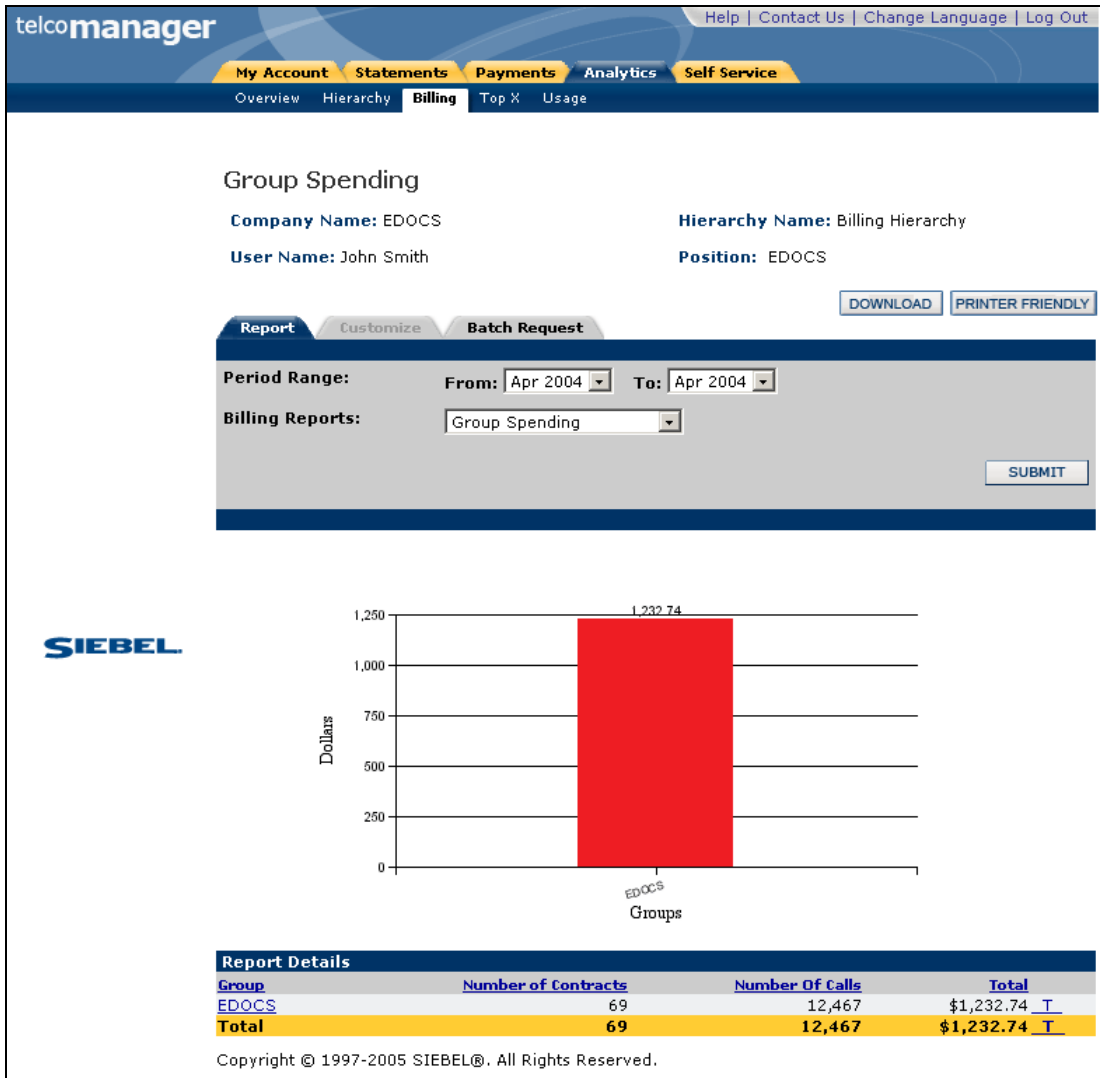 telcomanager
Help | Contact Us | Change Language | Log Out
My Account Statements Payments Analytics Self Service
Overview Hierarchy Billing Top X Usage
Group Spending
Company Name: EDOCS Hierarchy Name: Billing Hierarchy
User Name: John Smith Position: EDOCS
DOWNLOAD PRINTER FRIENDLY
Report Customize Batch Request
Period Range: From: Apr 2004 To: Apr 2004
Billing Reports: Group Spending
SUBMIT
SIEBEL.
1,232.74
1,250
1,000
750
500
250
0
Dollars
EDOCS
Groups
Report Details
Group Number of Contracts Number Of Calls Total
EDOCS 69 12,467 $1,232.74 T
Total 69 12,467 $1,232.74 T
Copyright © 1997-2005 SIEBEL®. All Rights Reserved.